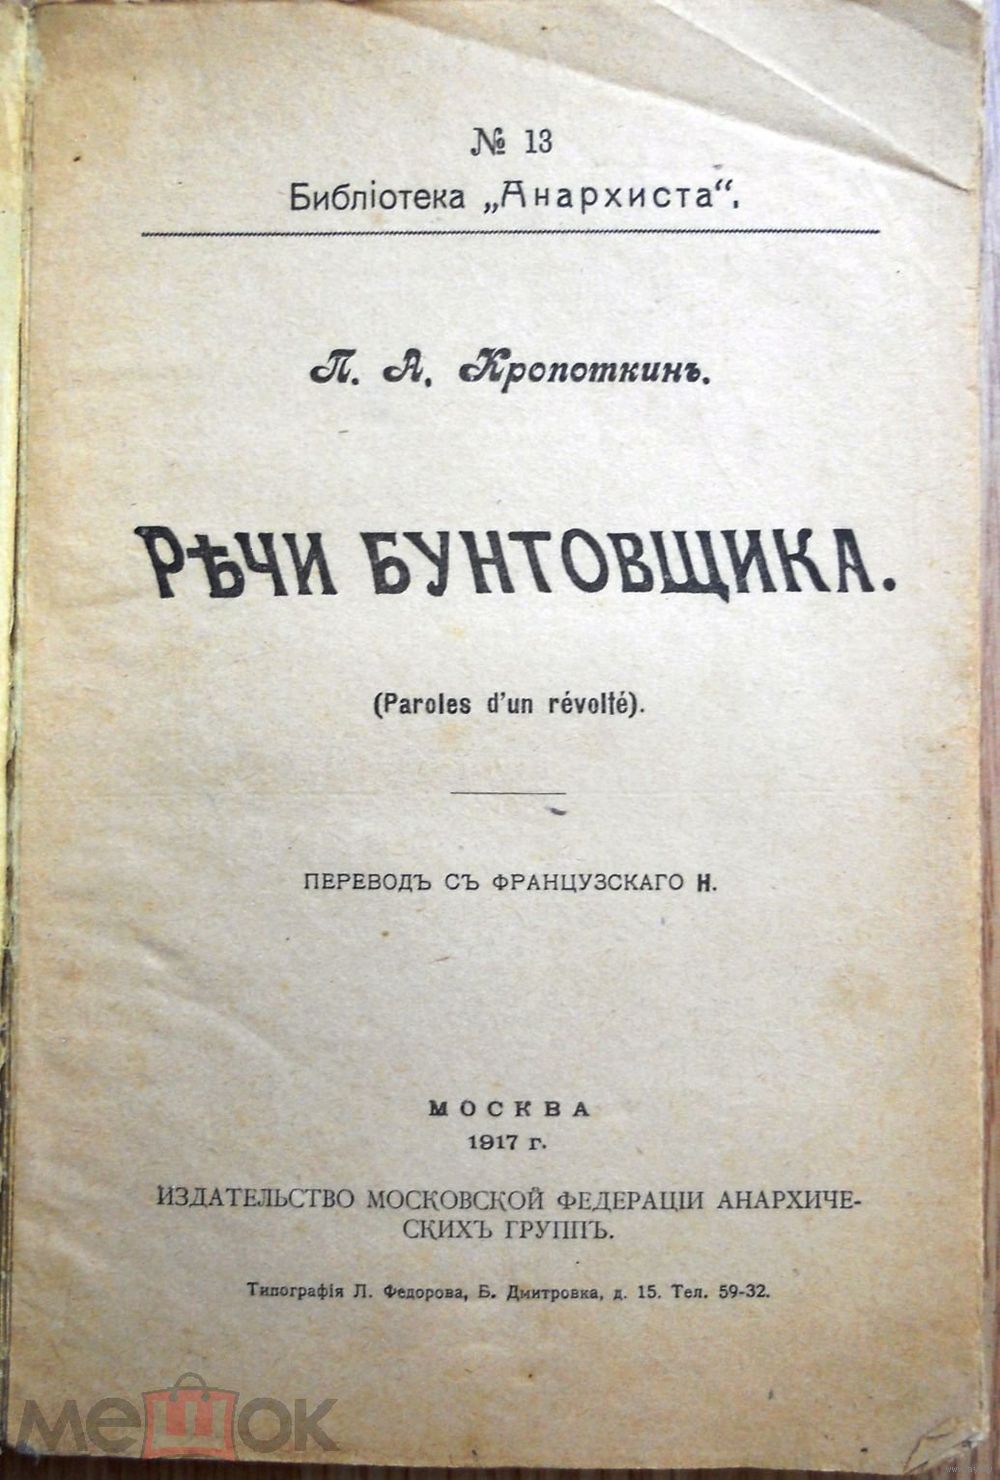 № 13
Библіотека „Анархиста“.
П. А. Кропоткинъ.
РѢЧИ БУНТОВЩИКА.
(Paroles d'un révolté).
ПЕРЕВОДЪ СЪ ФРАНЦУЗСКАГО Н.
МОСКВА
1917 г.
ИЗДАТЕЛЬСТВО МОСКОВСКОЙ ФЕДЕРАЦІИ АНАРХИЧЕ-
СКИХЪ ГРУППЪ.
Типографія Л. Федорова, Б. Дмитровка, д. 15. Тел. 59-32.
мешок